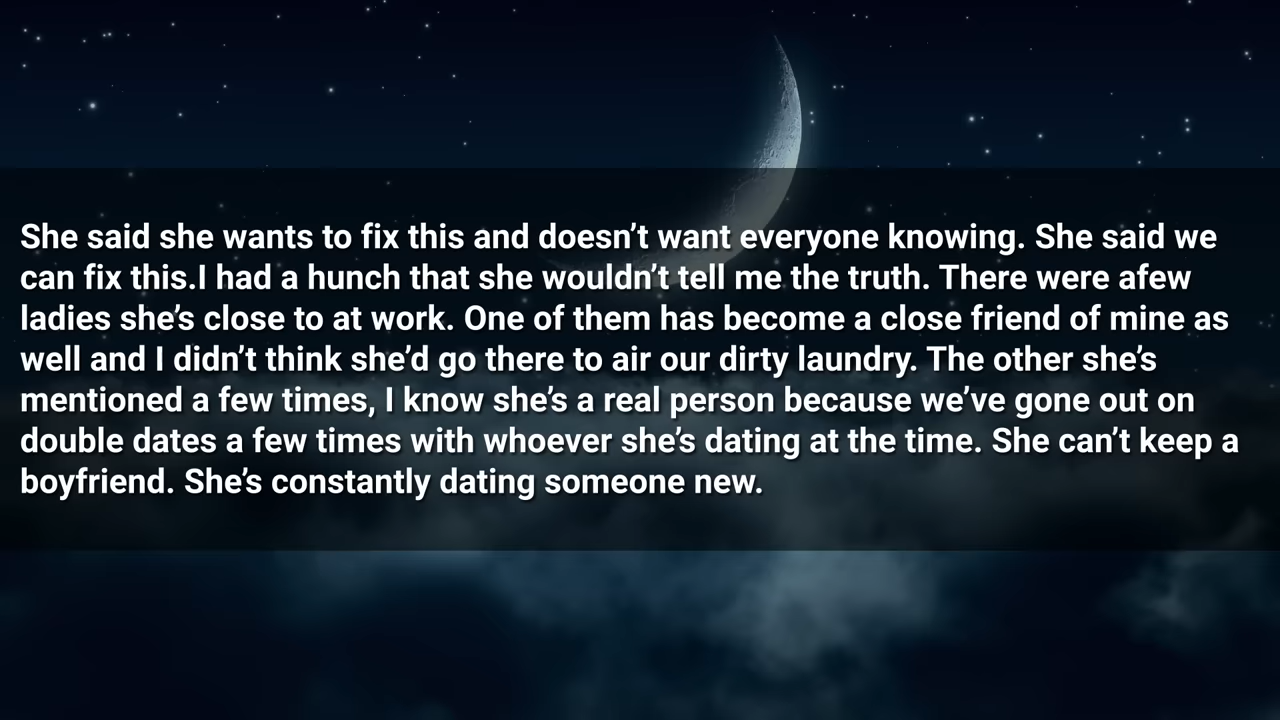 She said she wants to fix this and doesn’t want everyone knowing. She said we
can fix this.I had a hunch that she wouldn’t tell me the truth. There were afew
ladies she’s close to at work. One of them has become a close friend of mine as
well and I didn’t think she’d go there to air our dirty laundry. The other she’s
mentioned a few times, I know she’s a real person because we’ve gone out on
double dates a few times with whoever she’s dating at the time. She can’t keep a
boyfriend. She’s constantly dating someone new.